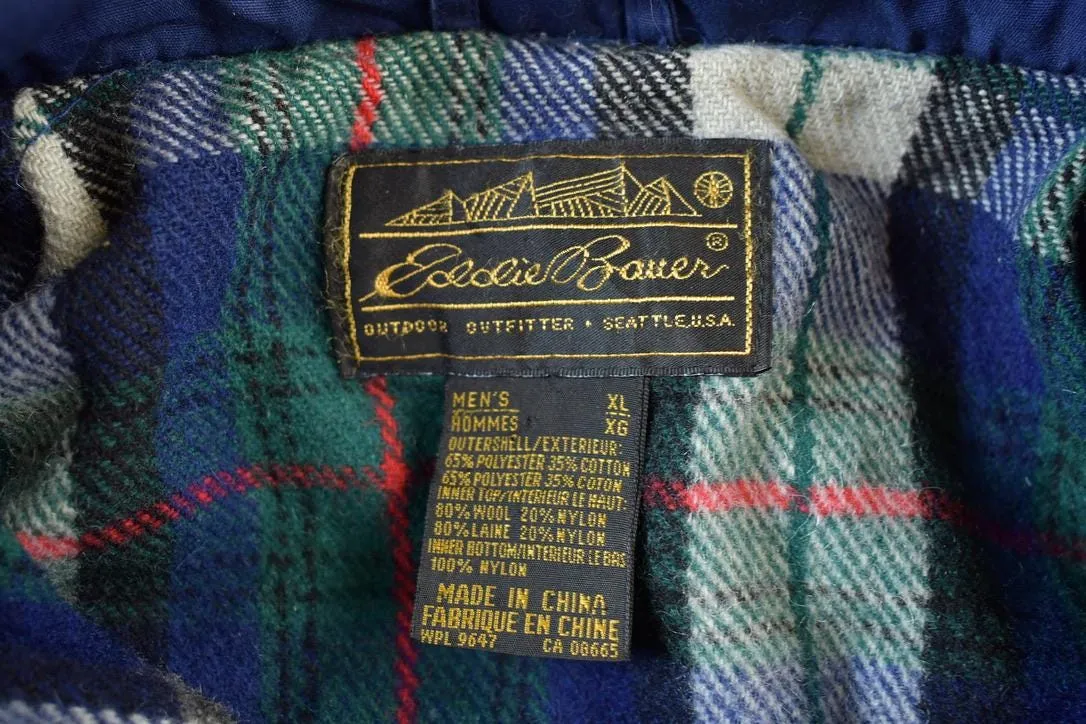 Eddie Bauer®
OUTDOOR OUTFITTER • SEATTLE,U.S.A.
MEN'S XL
HOMMES XG
OUTERSHELL/EXTERIEUR:
65% POLYESTER 35% COTTON
65% POLYESTER 35% COTON
INNER TOP/INTERIEUR LE HAUT:
80% WOOL 20% NYLON
80% LAINE 20% NYLON
INNER BOTTOM/INTERIEUR LE BAS
100% NYLON
MADE IN CHINA
FABRIQUE EN CHINE
WPL 9647 CA 08665